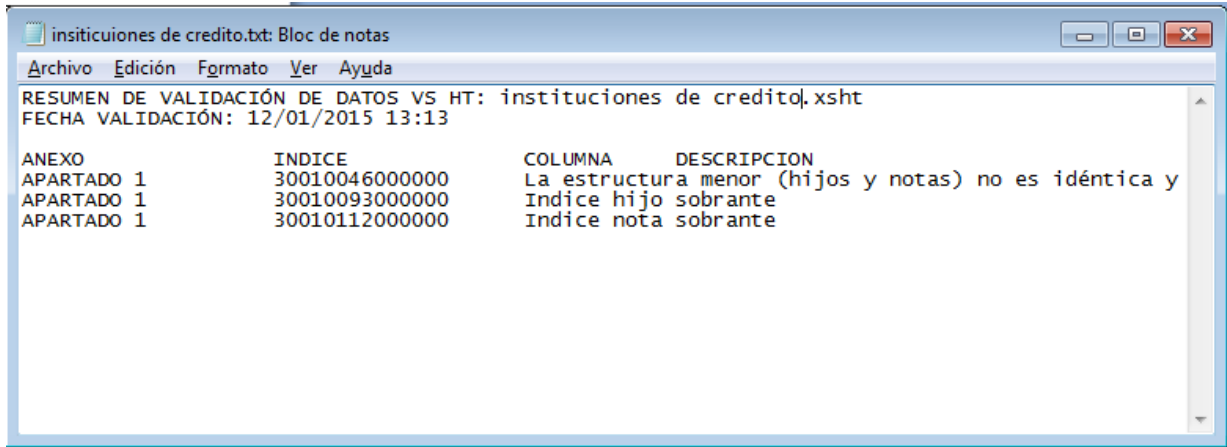 insiticuiones de credito.txt: Bloc de notas
Archivo Edición Formato Ver Ayuda
RESUMEN DE VALIDACIÓN DE DATOS VS HT: instituciones de credito.xsht
FECHA VALIDACIÓN: 12/01/2015 13:13
ANEXO INDICE COLUMNA DESCRIPCION
APARTADO 1 30010046000000 La estructura menor (hijos y notas) no es idéntica y
APARTADO 1 30010093000000 Indice hijo sobrante
APARTADO 1 30010112000000 Indice nota sobrante